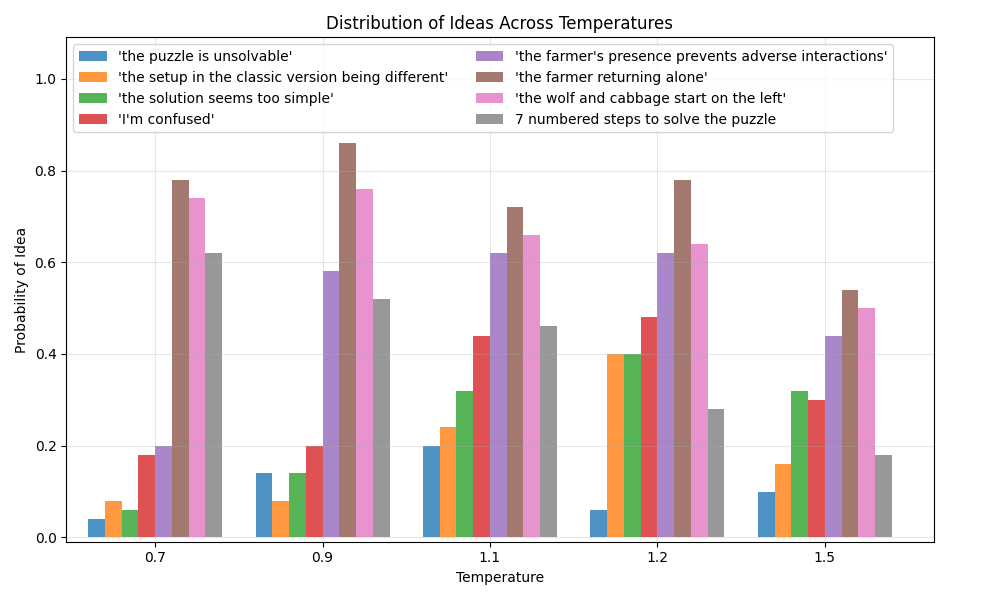 Distribution of Ideas Across Temperatures
'the puzzle is unsolvable'
'the setup in the classic version being different'
'the solution seems too simple'
'I'm confused'
'the farmer's presence prevents adverse interactions'
'the farmer returning alone'
'the wolf and cabbage start on the left'
7 numbered steps to solve the puzzle
Probability of Idea
1.0
0.8
0.6
0.4
0.2
0.0
0.7
0.9
1.1
1.2
1.5
Temperature